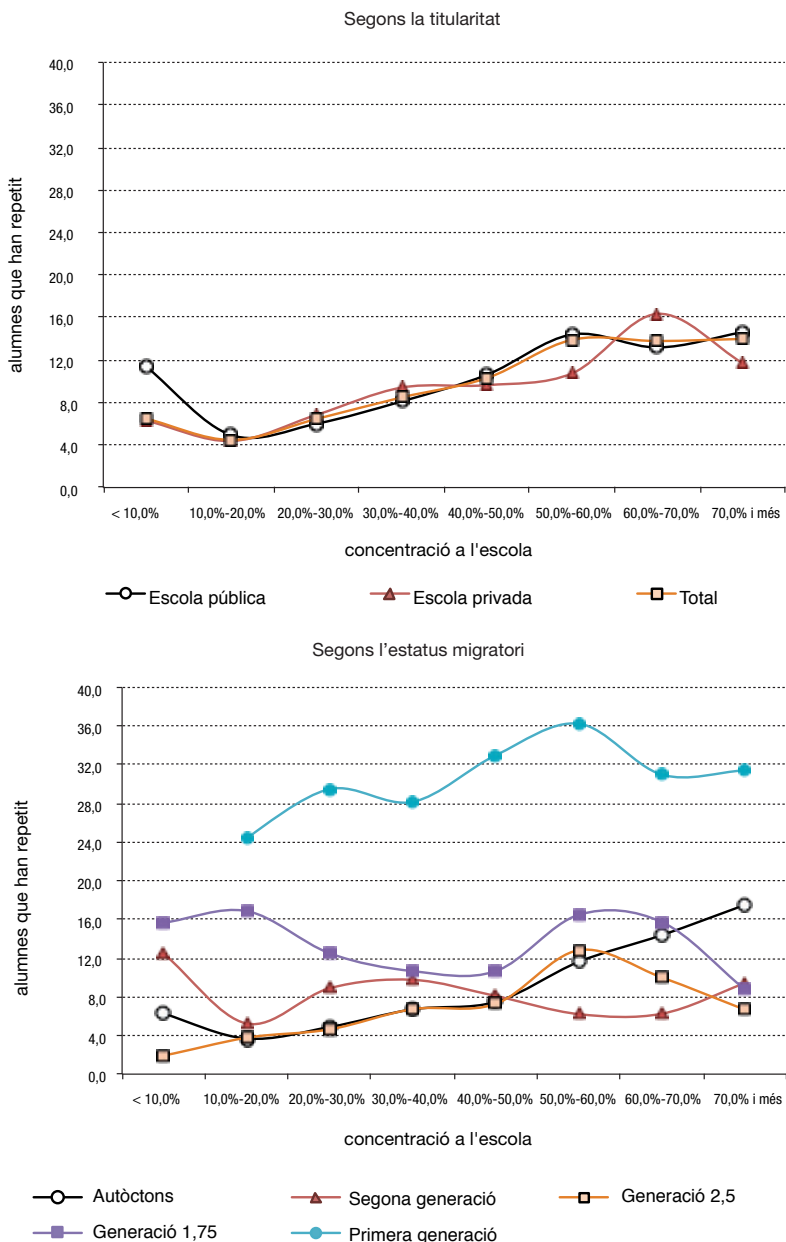 Segons la titularitat
40,0
36,0
32,0
28,0
24,0
20,0
16,0
12,0
8,0
4,0
0,0
alumnes que han repetit
< 10,0% 10,0%-20,0% 20,0%-30,0% 30,0%-40,0% 40,0%-50,0% 50,0%-60,0% 60,0%-70,0% 70,0% i més
concentració a l'escola
Escola pública Escola privada Total
Segons l’estatus migratori
40,0
36,0
32,0
28,0
24,0
20,0
16,0
12,0
8,0
4,0
0,0
alumnes que han repetit
< 10,0% 10,0%-20,0% 20,0%-30,0% 30,0%-40,0% 40,0%-50,0% 50,0%-60,0% 60,0%-70,0% 70,0% i més
concentració a l'escola
Autòctons Segona generació Generació 2,5
Generació 1,75 Primera generació